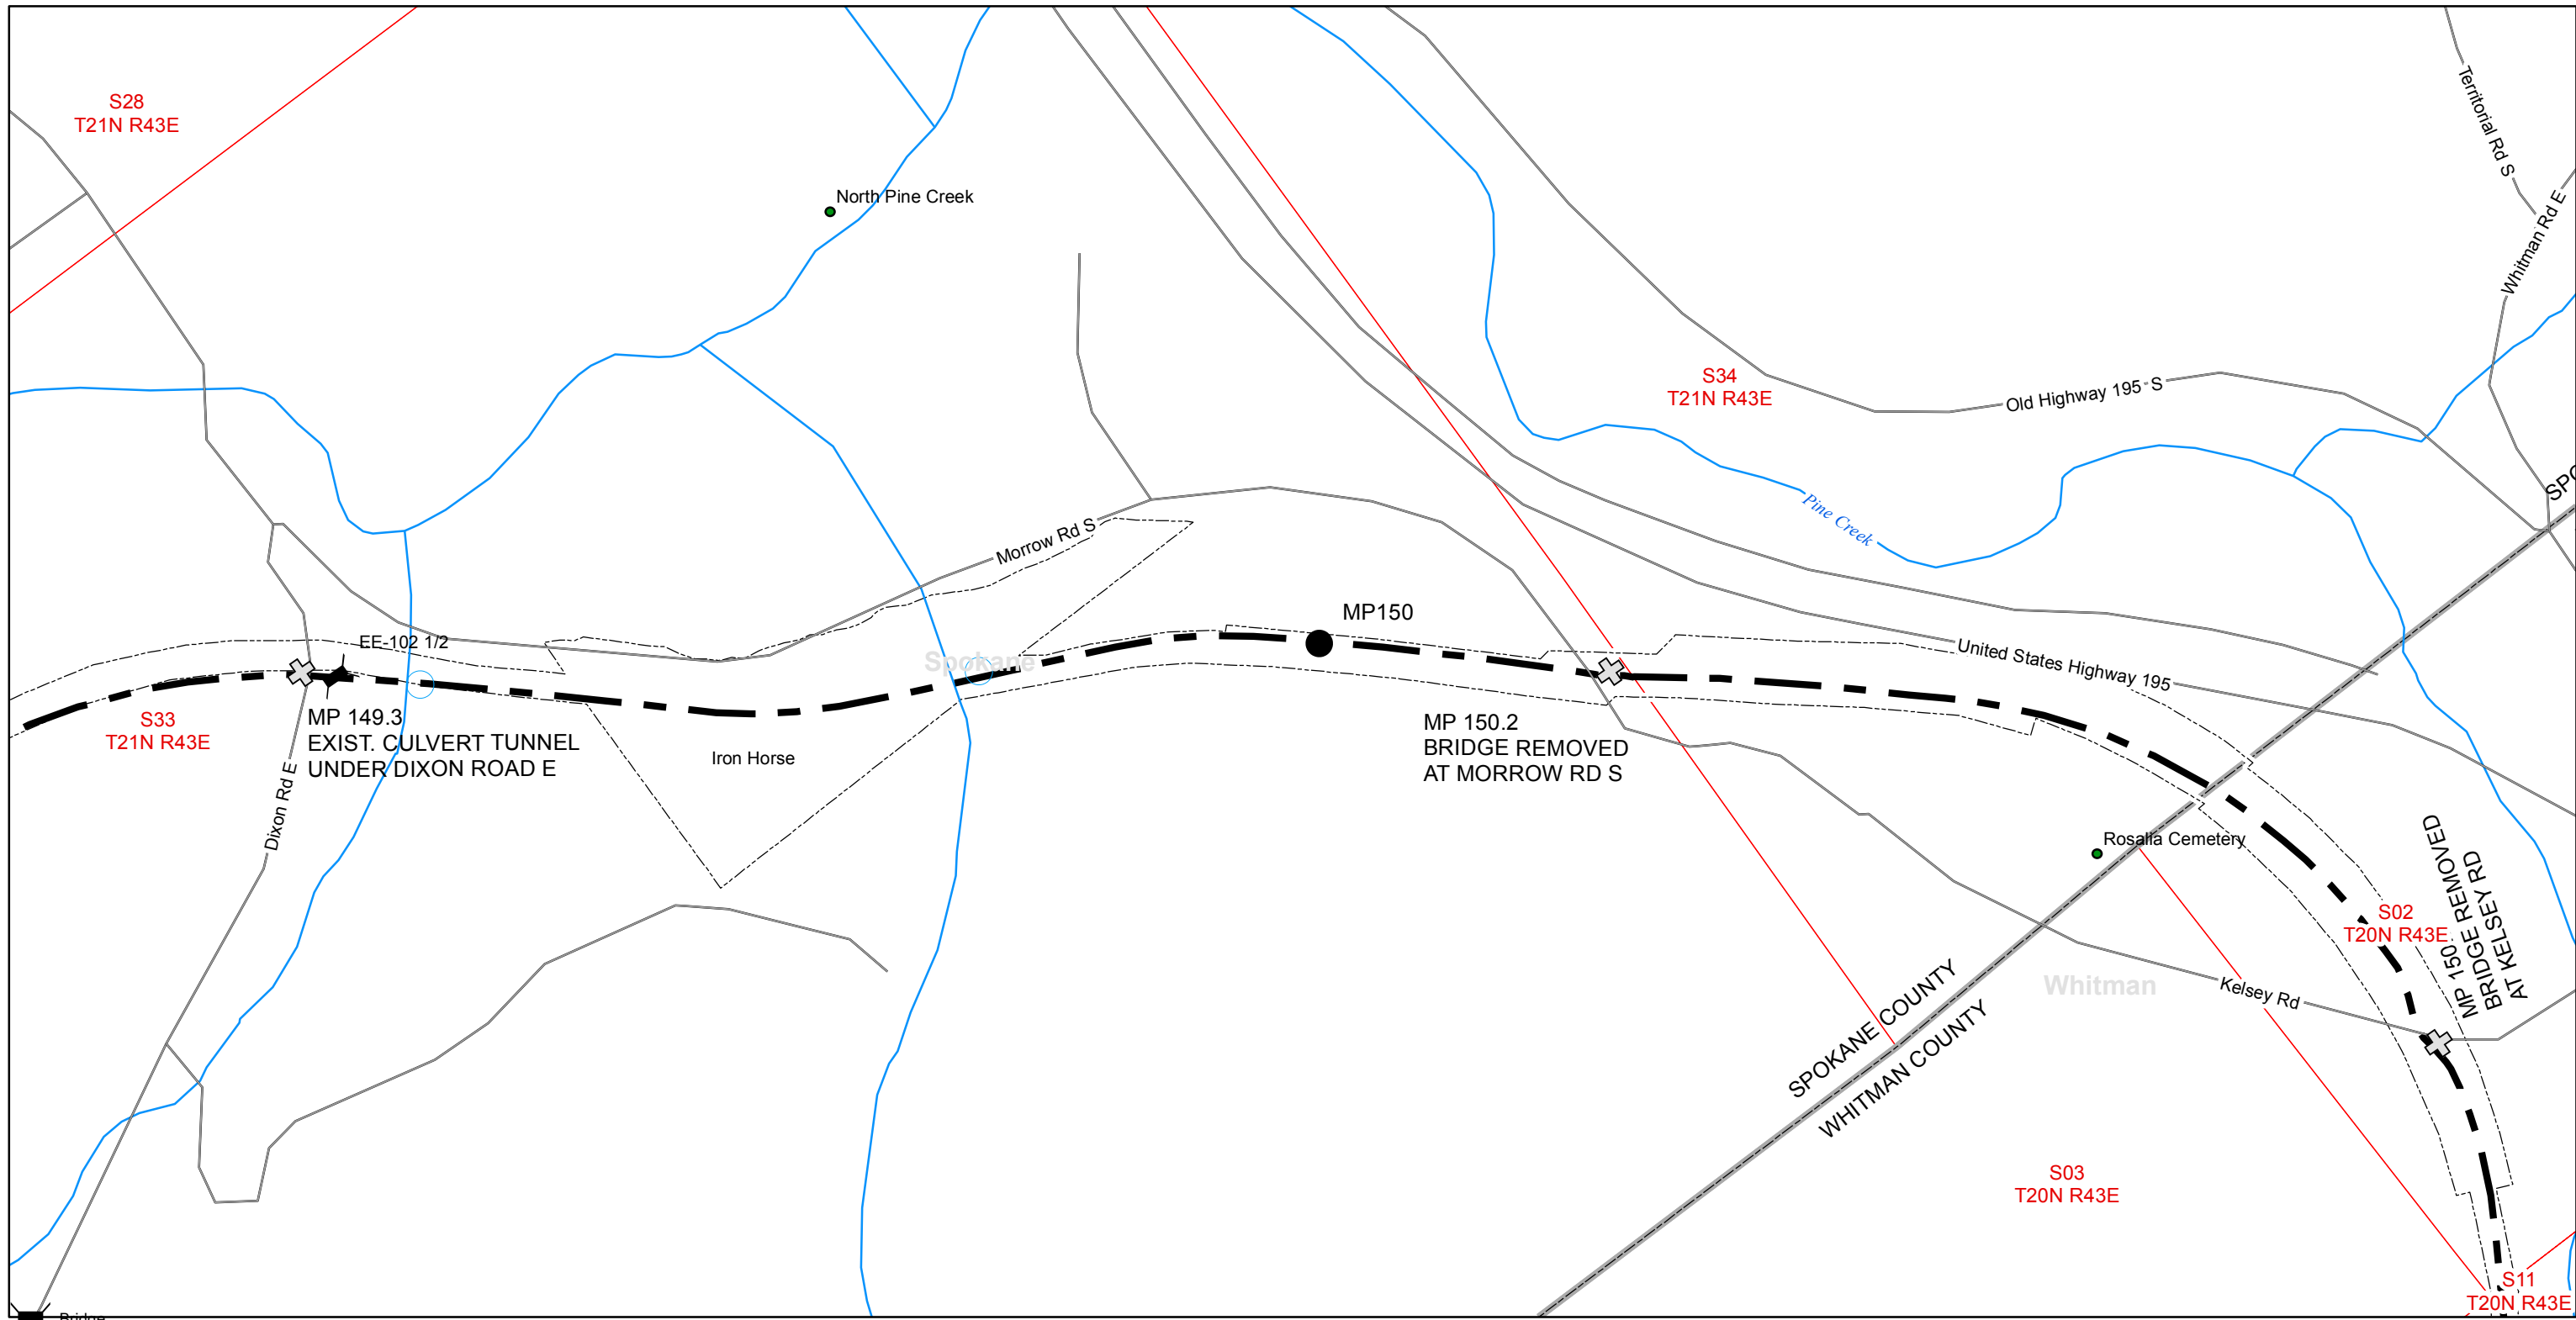 S28
T21N R43E
North Pine Creek
Territorial Rd S
Whitman Rd E
S34
T21N R43E
Old Highway 195 S
Pine Creek
SPO
Morrow Rd S
MP150
EE-102 1/2
Spokane
United States Highway 195
S33
T21N R43E
MP 149.3
EXIST. CULVERT TUNNEL
UNDER DIXON ROAD E
Iron Horse
MP 150.2
BRIDGE REMOVED
AT MORROW RD S
Dixon Rd E
Rosalia Cemetery
S02
T20N R43E
MP 150
BRIDGE REMOVED
AT KELSEY RD
Whitman
Kelsey Rd
SPOKANE COUNTY
WHITMAN COUNTY
S03
T20N R43E
S11
T20N R43E
Bridge